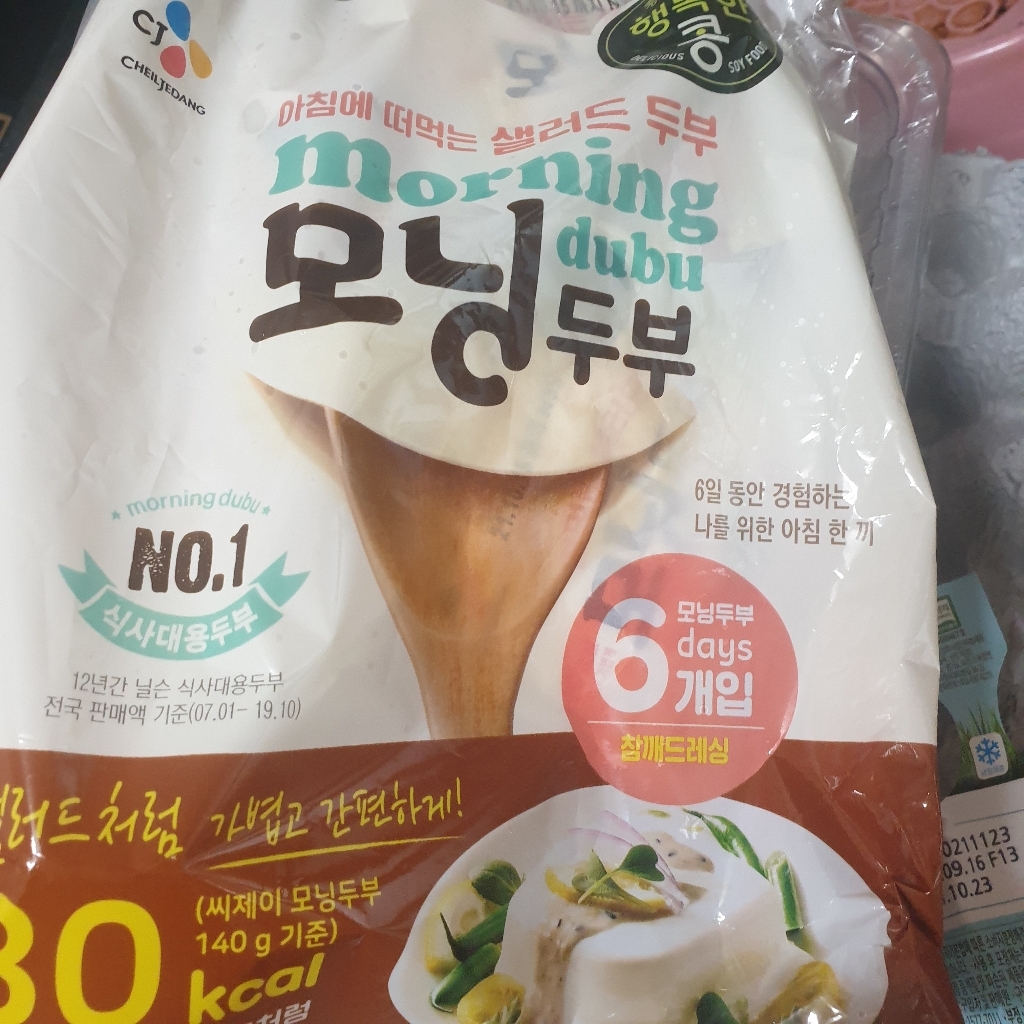 CJ
CHEILJEDANG
행복한
콩
DELICIOUS SOY FOOD
아침에 떠먹는 샐러드 두부
morning
dubu
모닝두부
6일 동안 경험하는
나를 위한 아침 한 끼
morning dubu
NO.1
식사대용두부
12년간 닐슨 식사대용두부
전국 판매액 기준(07.01- 19.10)
모닝두부
6 days
개입
참깨드레싱
샐러드처럼 가볍고 간편하게!
80
(씨제이 모닝두부
140 g 기준)
kcal
처럼
0211123
.09.16 F13
.10.23